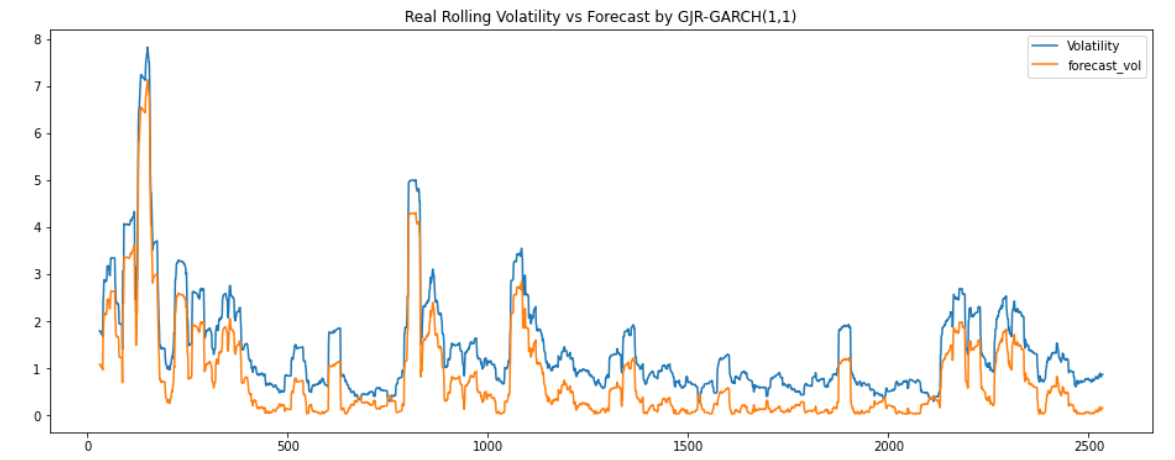 Real Rolling Volatility vs Forecast by GJR-GARCH(1,1)
Volatility
forecast_vol
8
7
6
5
4
3
2
1
0
0 500 1000 1500 2000 2500